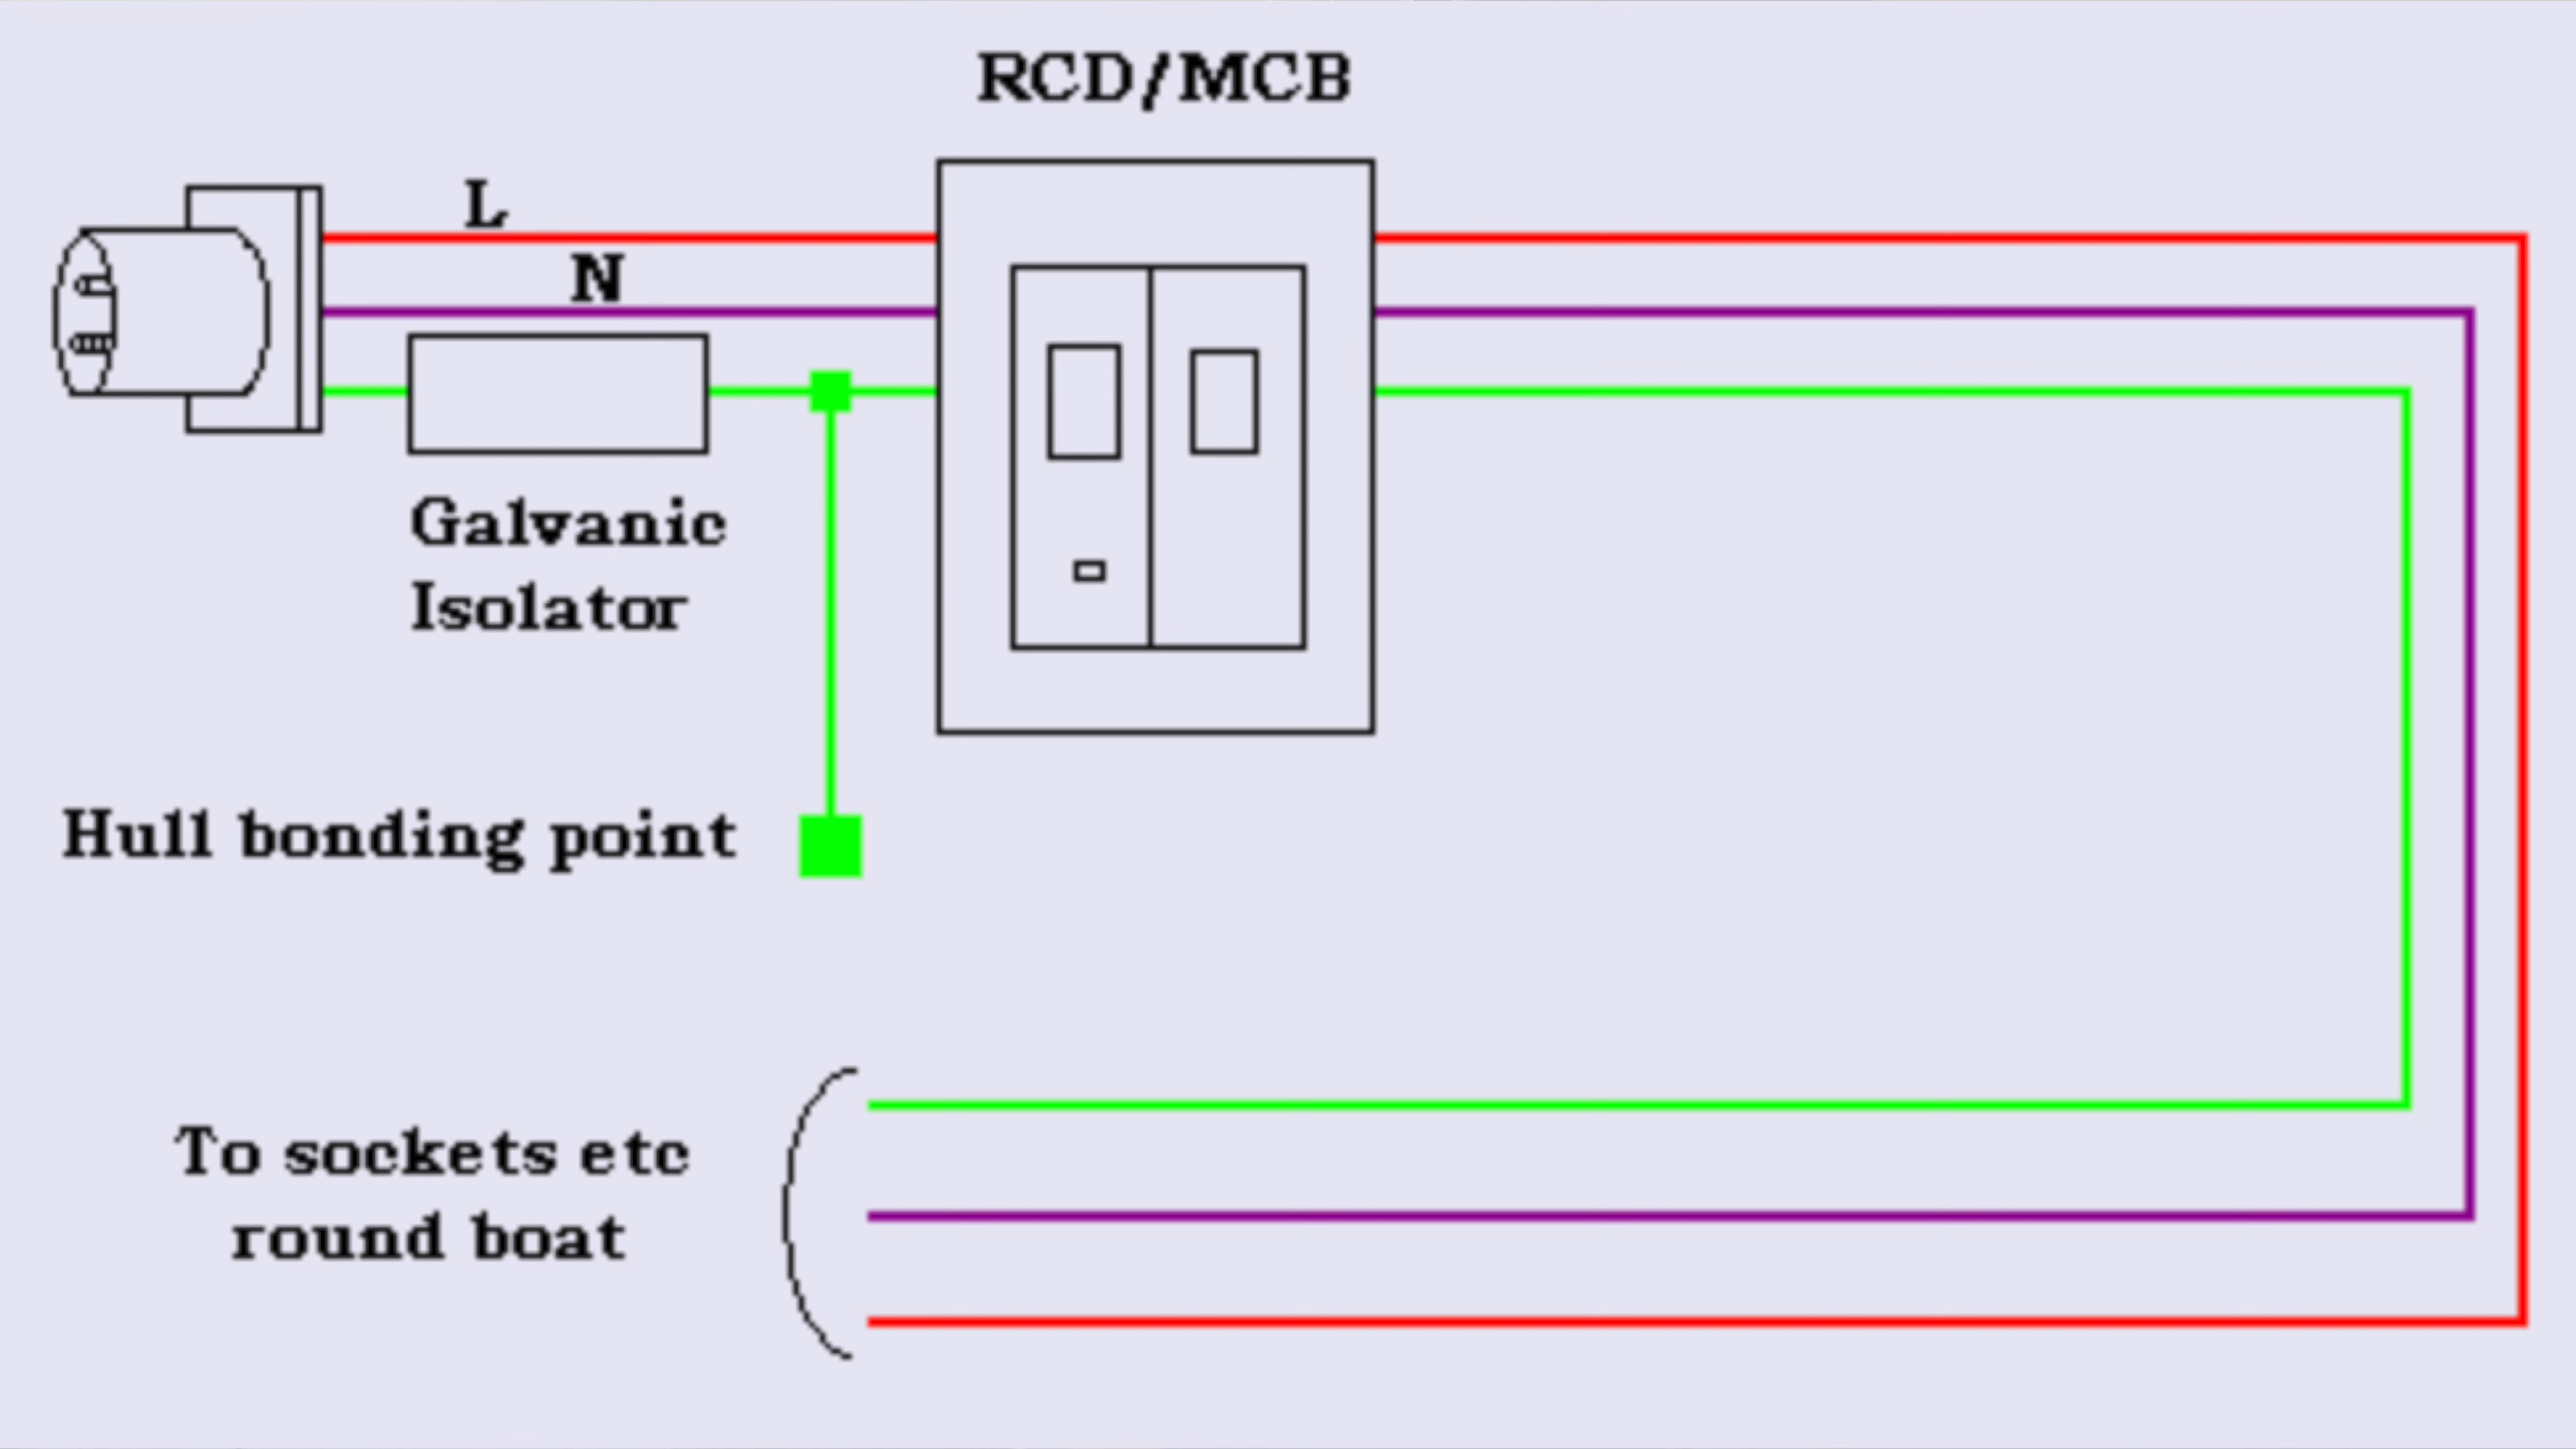 RCD/MCB
L
N
Galvanic
Isolator
Hull bonding point
To sockets etc
round boat